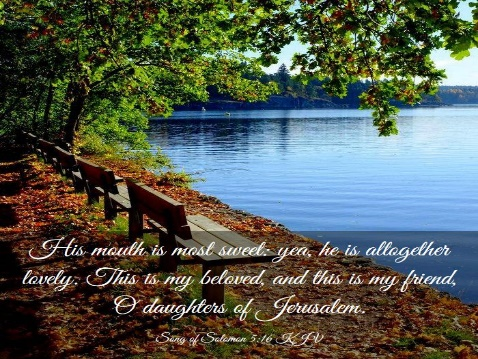 His mouth is most sweet: yea, he is altogether
lovely. This is my beloved, and this is my friend,
O daughters of Jerusalem.
Song of Solomon 5:16 KJV